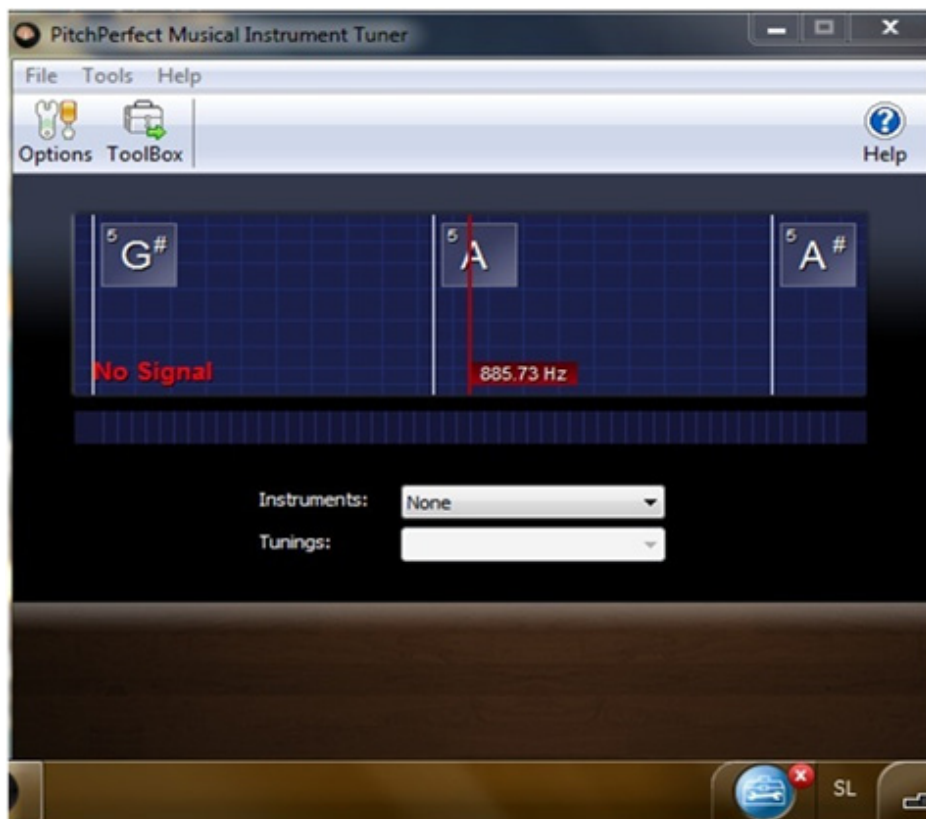 PitchPerfect Musical Instrument Tuner
File Tools Help
Options ToolBox Help
5 G# 5 A 5 A#
No Signal 885.73 Hz
Instruments: None
Tunings:
SL